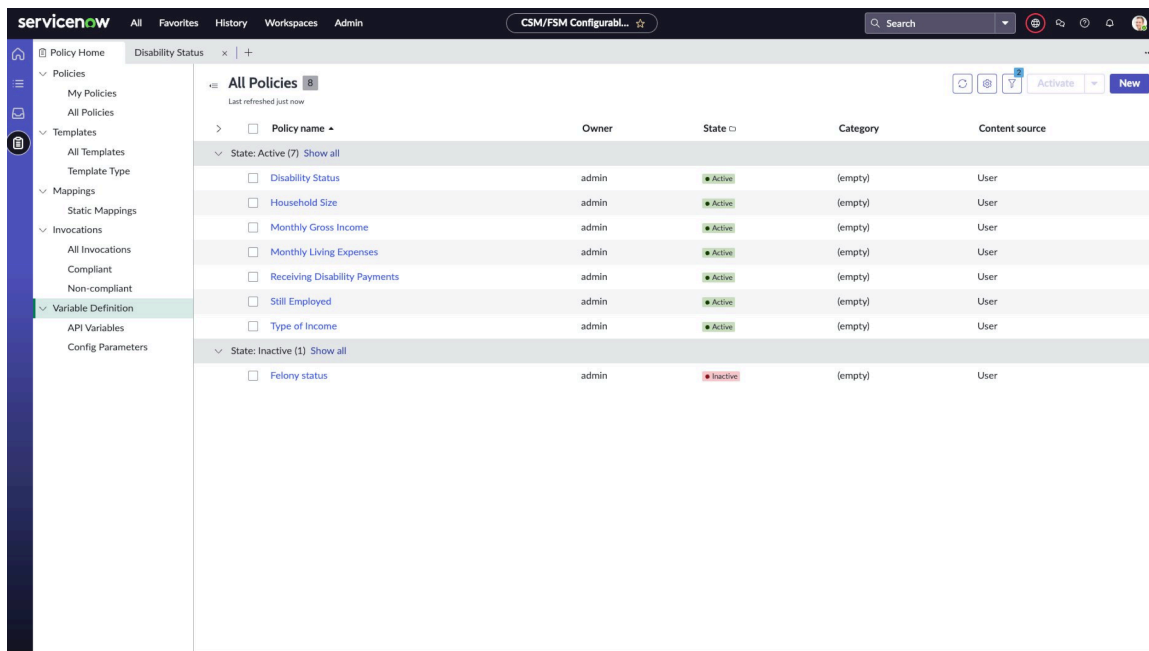 servicenow All Favorites History Workspaces Admin CSM/FSM Configurabl... Search
Policy Home Disability Status × +
Policies
My Policies
All Policies
Templates
All Templates
Template Type
Mappings
Static Mappings
Invocations
All Invocations
Compliant
Non-compliant
Variable Definition
API Variables
Config Parameters
All Policies 8
Last refreshed just now
2
Activate
New
Policy name Owner State Category Content source
State: Active (7) Show all
Disability Status admin Active (empty) User
Household Size admin Active (empty) User
Monthly Gross Income admin Active (empty) User
Monthly Living Expenses admin Active (empty) User
Receiving Disability Payments admin Active (empty) User
Still Employed admin Active (empty) User
Type of Income admin Active (empty) User
State: Inactive (1) Show all
Felony status admin Inactive (empty) User